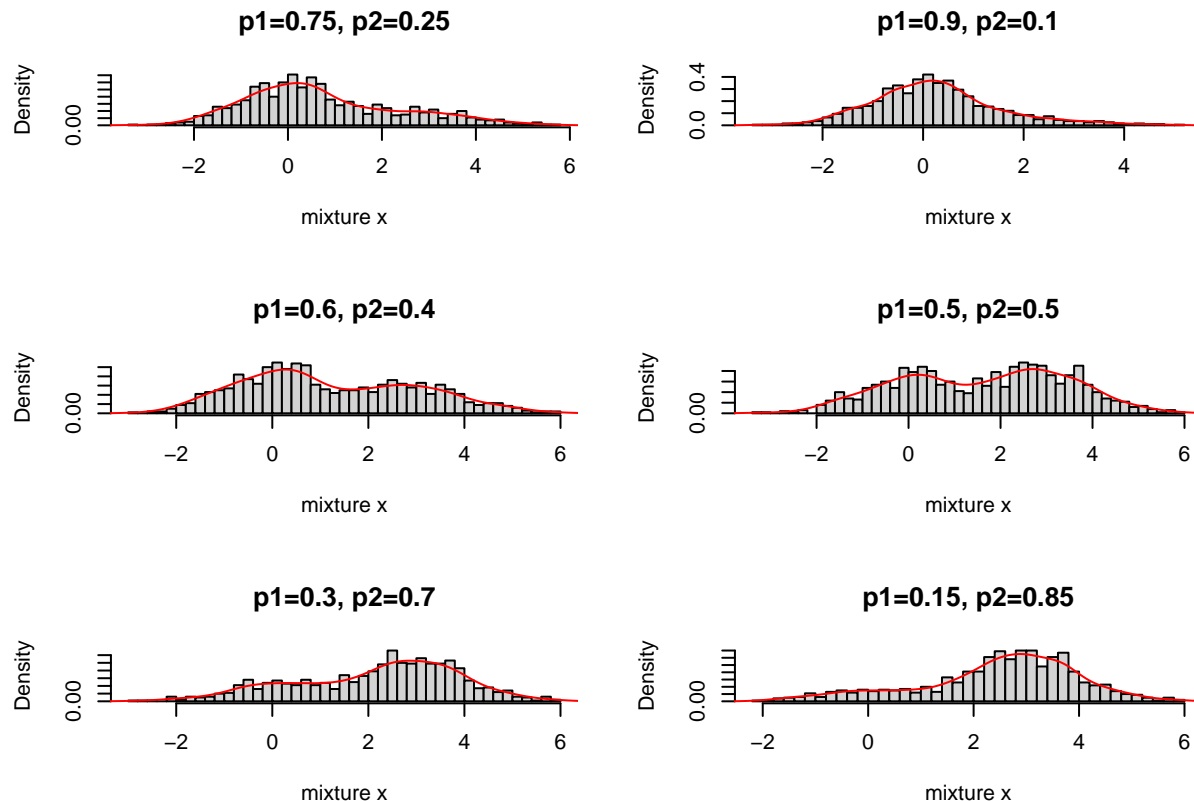 p1=0.75, p2=0.25
Density
0.00
−2 0 2 4 6
mixture x
p1=0.9, p2=0.1
Density
0.0 0.4
−2 0 2 4
mixture x
p1=0.6, p2=0.4
Density
0.00
−2 0 2 4 6
mixture x
p1=0.5, p2=0.5
Density
0.00
−2 0 2 4 6
mixture x
p1=0.3, p2=0.7
Density
0.00
−2 0 2 4 6
mixture x
p1=0.15, p2=0.85
Density
0.00
−2 0 2 4 6
mixture x